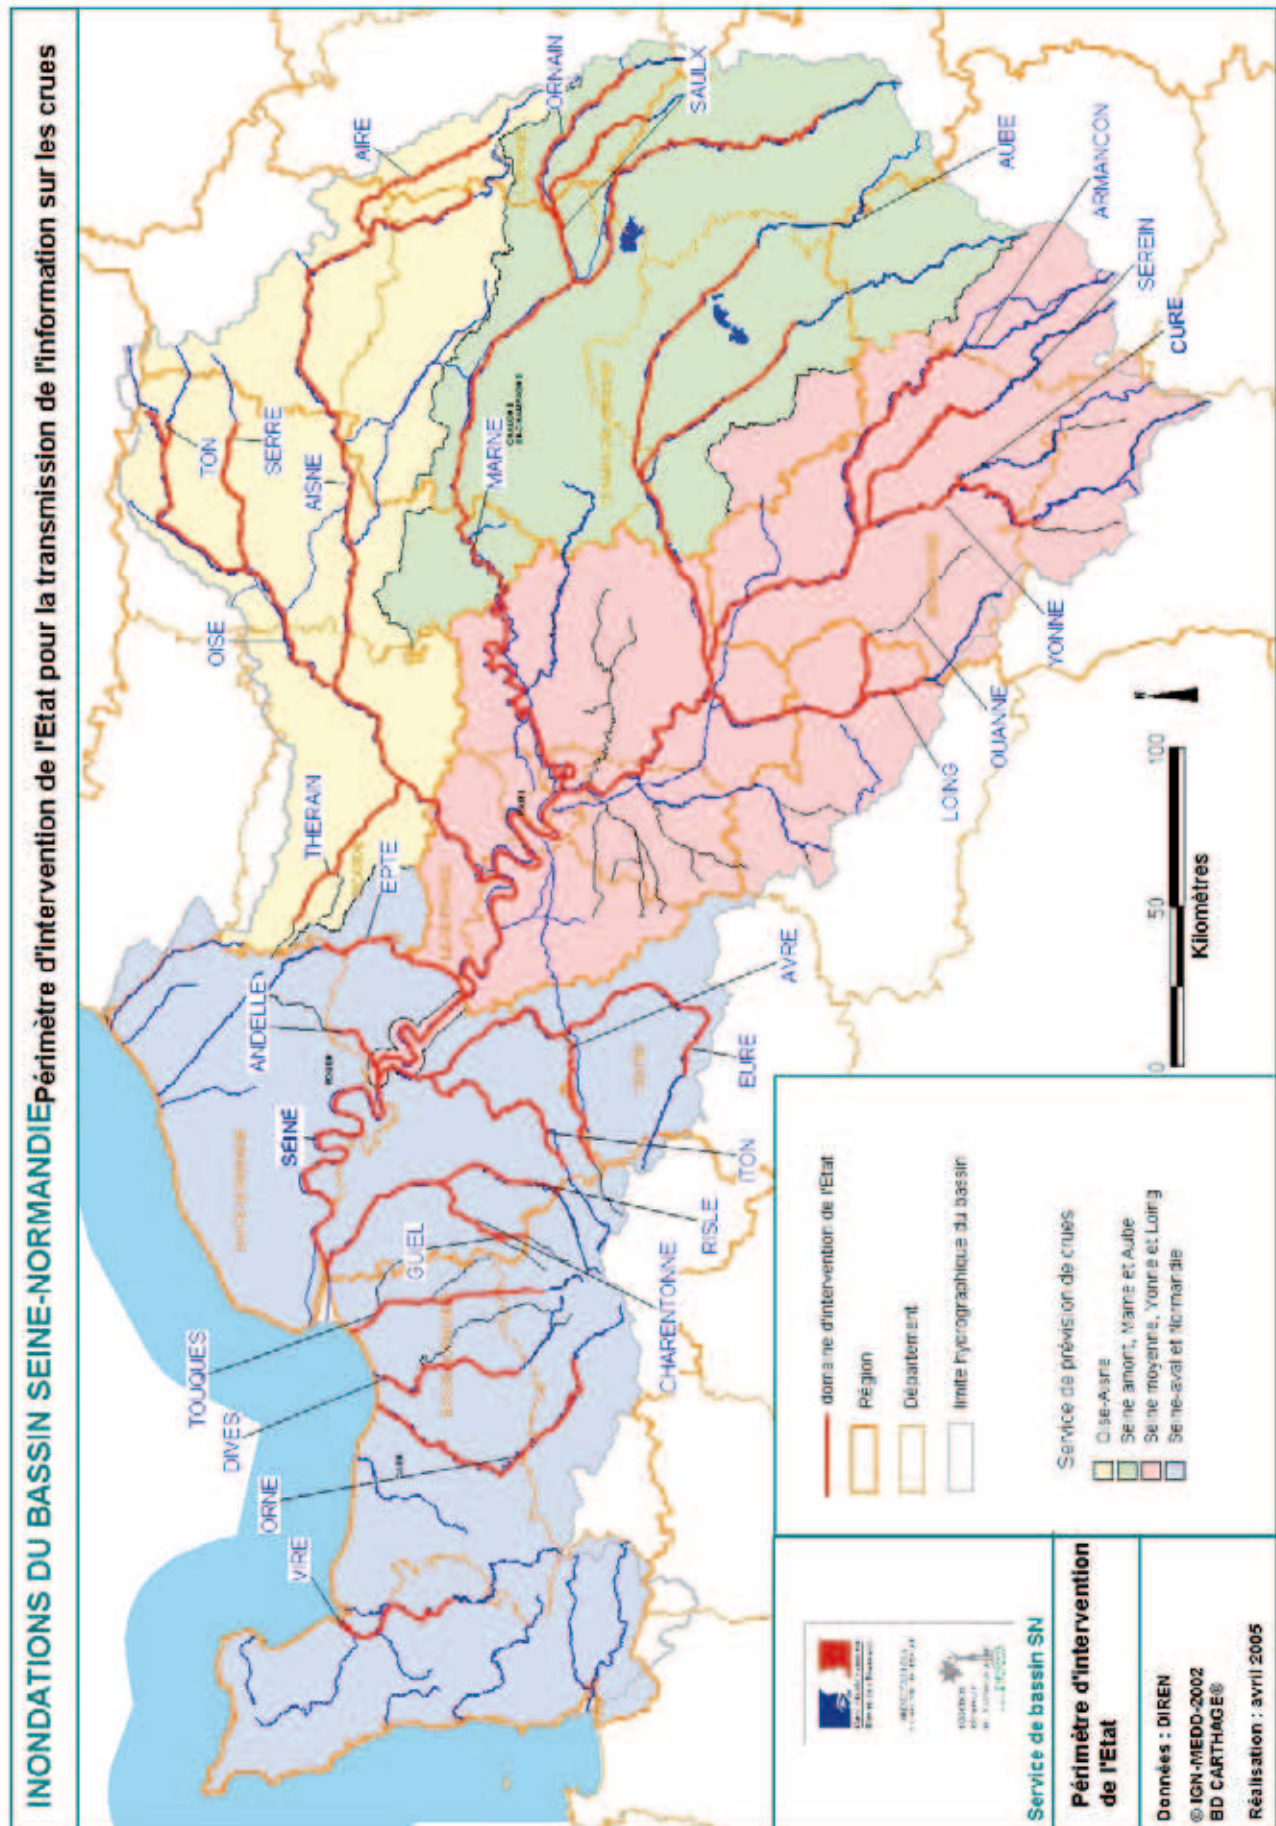 INONDATIONS DU BASSIN SEINE-NORMANDIE
Périmètre d'intervention de l'Etat pour la transmission de l'information sur les crues
VIRE
ORNE
DIVES
TOUQUES
GUIEL
CHARENTONNE
RISLE
ITON
EURE
AVRE
SEINE
ROUEN
ANDELLE
EPTE
THERAIN
OISE
AISNE
SERRE
TON
AIRE
ORNAIN
SAULX
MARNE
AUBE
ARMANCON
SEREIN
CURE
YONNE
OUANNE
LOING
PARIS
0 50 100
Kilomètres
domaine d'intervention de l'Etat
Région
Département
limite hydrographique du bassin
Service de prévision de crues
Oise-Aisne
Seine amont, Marne et Aube
Seine moyenne, Yonne et Loing
Seine-aval et Normandie
Service de bassin SN
Périmètre d'intervention
de l'Etat
Données : DIREN
© IGN-MEDD-2002
BD CARTHAGE®
Réalisation : avril 2005